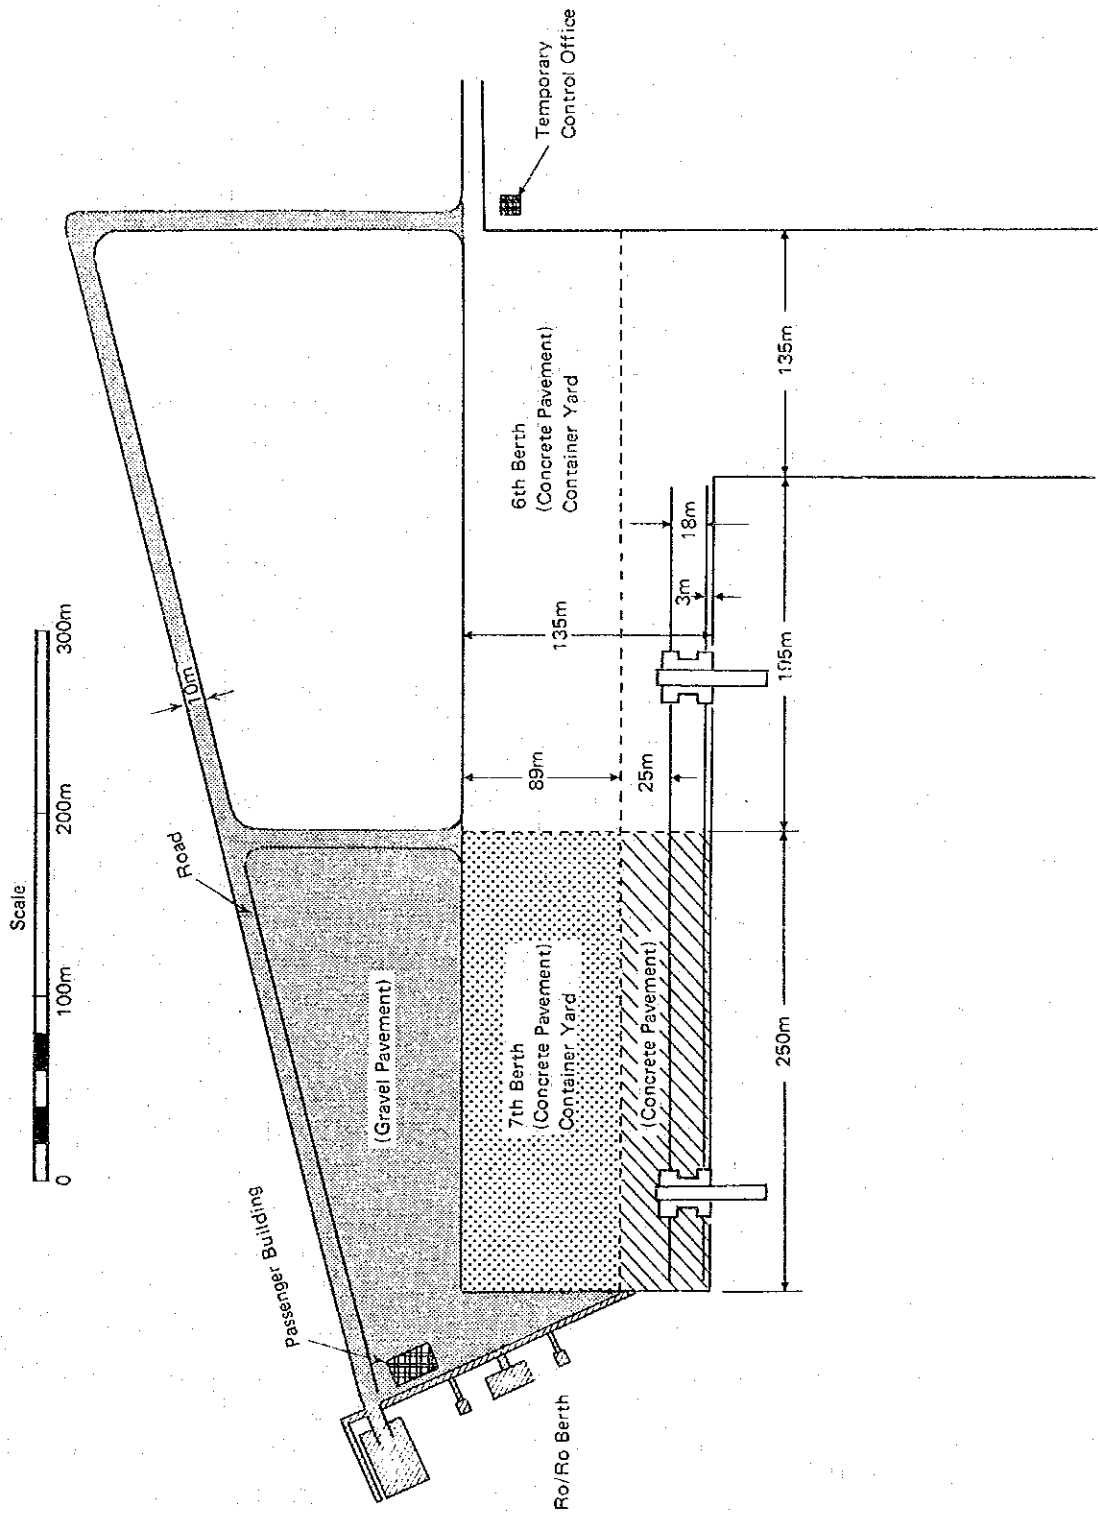 Scale
0
100m
200m
300m
Passenger Building
Road
10m
(Gravel Pavement)
7th Berth
(Concrete Pavement)
Container Yard
(Concrete Pavement)
6th Berth
(Concrete Pavement)
Container Yard
Temporary
Control Office
89m
135m
25m
3m
18m
250m
195m
135m
Ro/Ro Berth